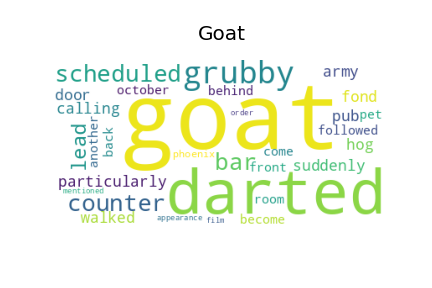 Goat
scheduled grubby army
door october behind fond
calling goat pub pet
lead another back order followed
phoenix come hog
bar front suddenly
particularly darted
mentioned room
counter
walked appearance film become